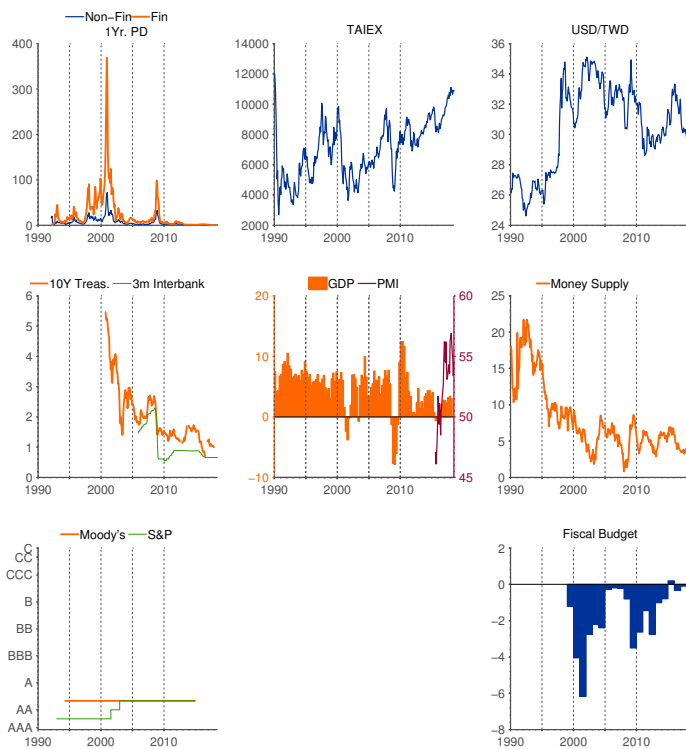 Non−Fin Fin
1Yr. PD
400
300
200
100
0
1990 2000 2010
TAIEX
14000
12000
10000
8000
6000
4000
2000
1990 2000 2010
USD/TWD
36
34
32
30
28
26
24
1990 2000 2010
10Y Treas. 3m Interbank
6
5
4
3
2
1
0
1990 2000 2010
GDP PMI
20
10
0
−10
60
55
50
45
1990 2000 2010
Money Supply
25
20
15
10
5
0
1990 2000 2010
Moody's S&P
C
CC
CCC
B
BB
BBB
A
AA
AAA
1990 2000 2010
Fiscal Budget
2
0
−2
−4
−6
−8
1990 2000 2010